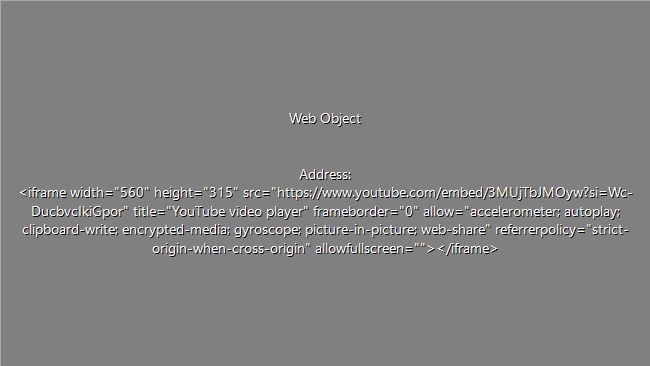 Web Object
Address:
<iframe width="560" height="315" src="https://www.youtube.com/embed/3MUjTbJMOyw?si=Wc-
DucbvcIkiGpor" title="YouTube video player" frameborder="0" allow="accelerometer; autoplay;
clipboard-write; encrypted-media; gyroscope; picture-in-picture; web-share" referrerpolicy="strict-
origin-when-cross-origin" allowfullscreen=""></iframe>